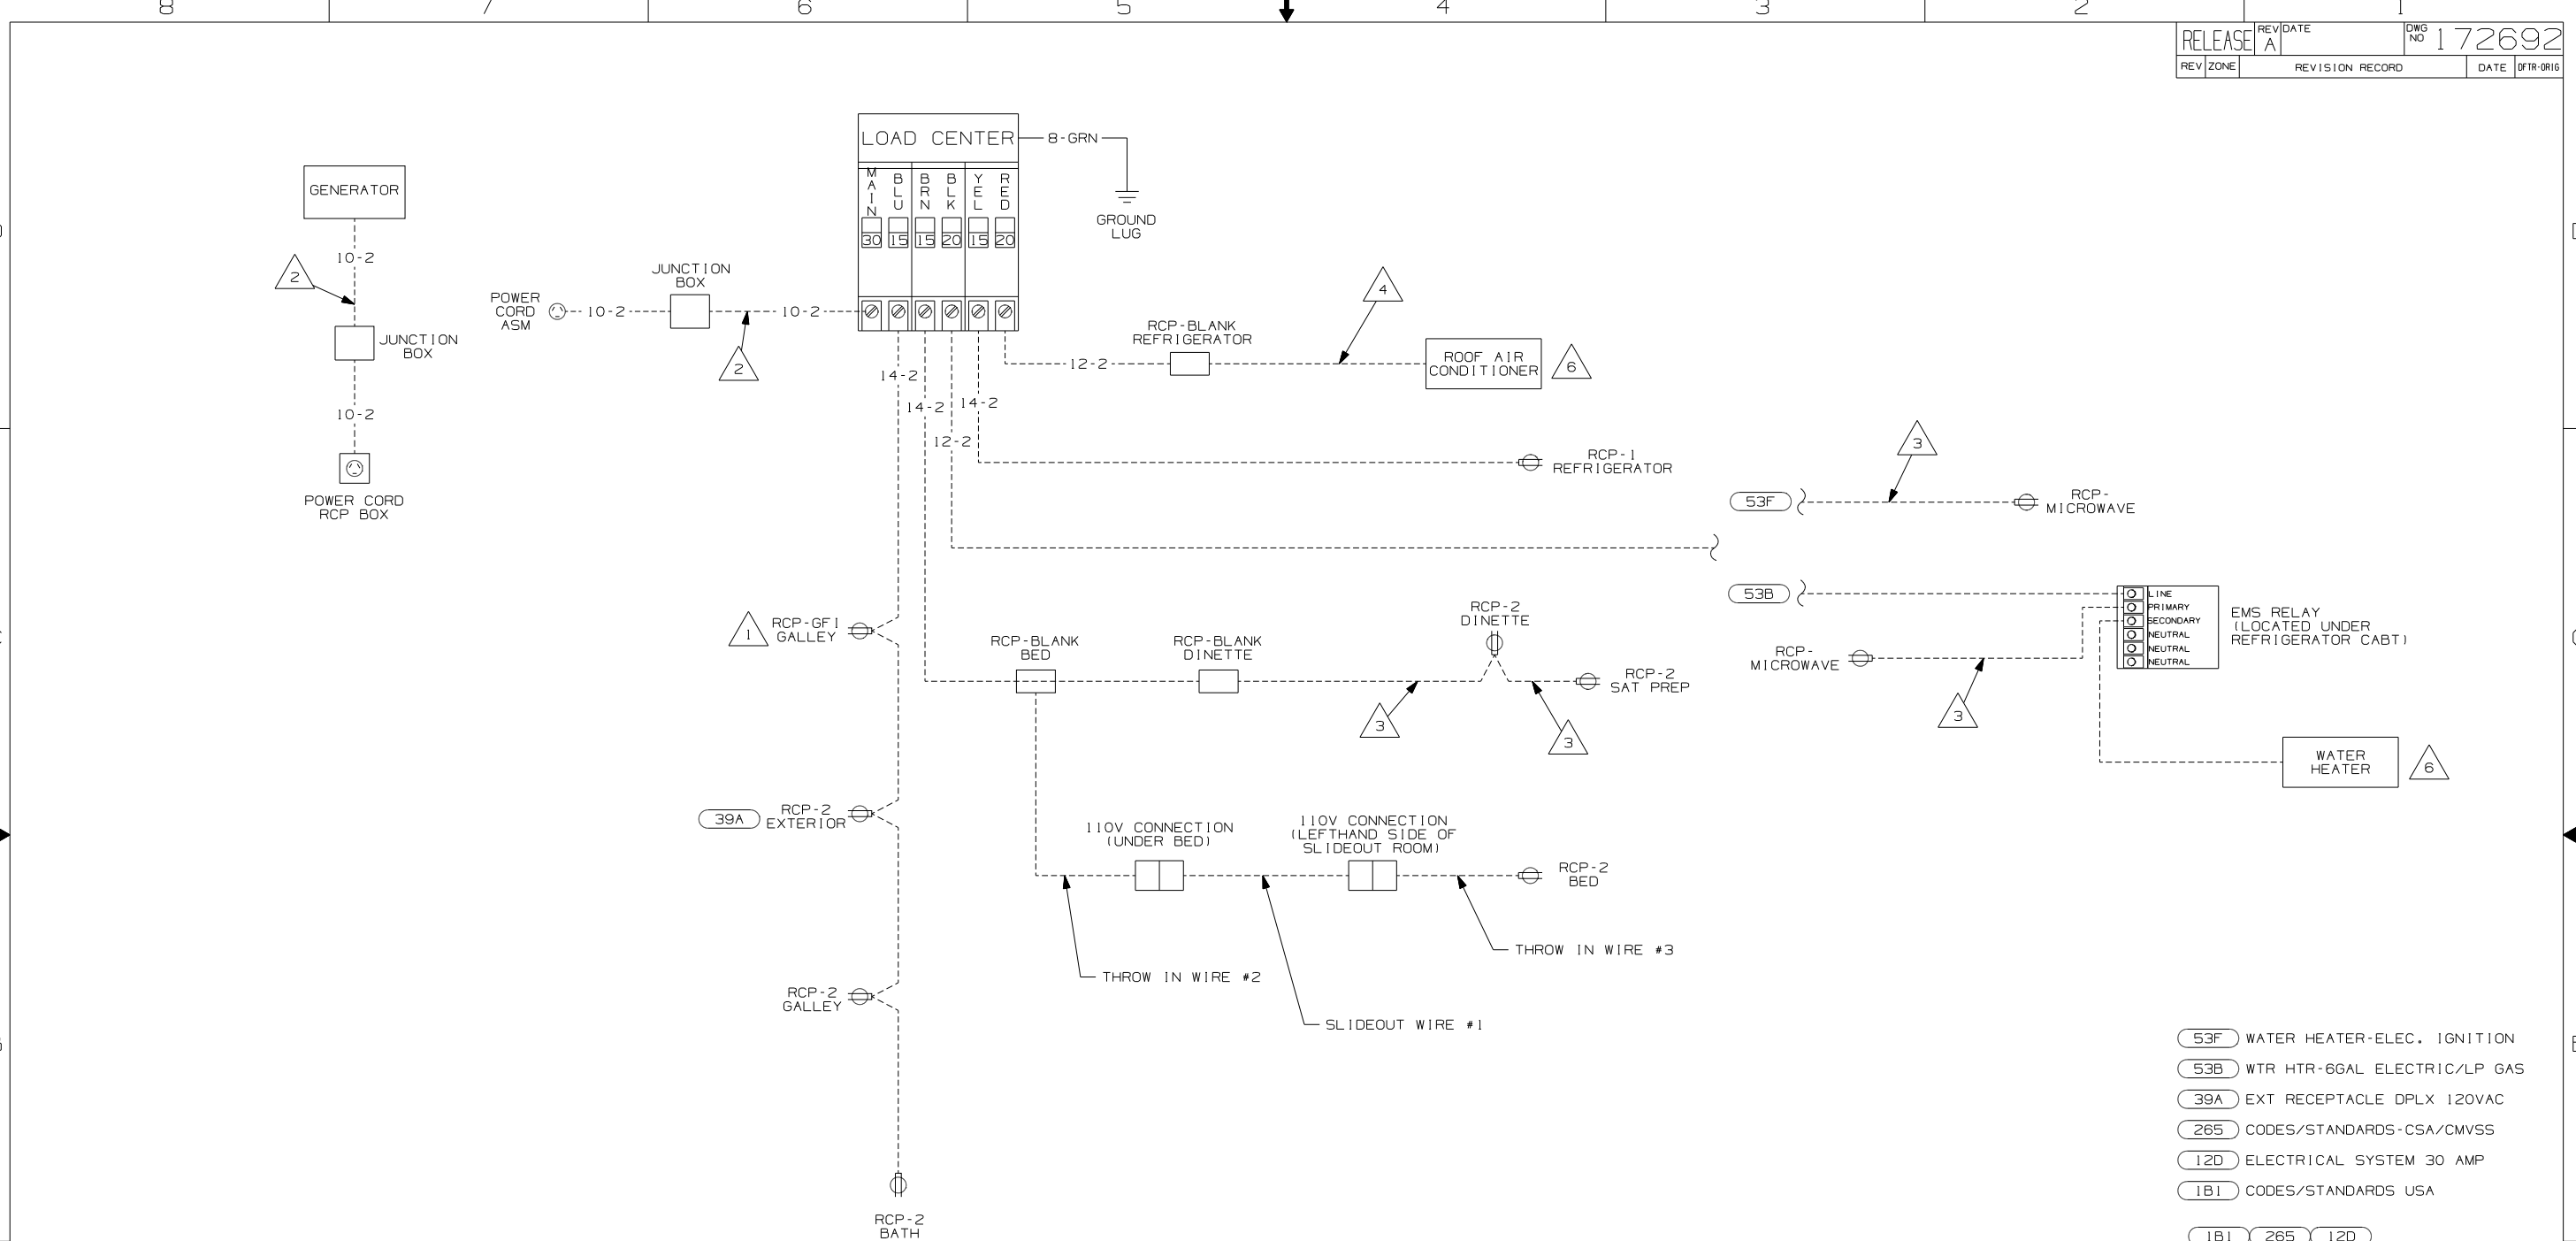 8 7 6 5 4 3 2 1
RELEASE
REV A
DATE
DWG NO 172692
REV ZONE REVISION RECORD DATE DFTR-ORIG
LOAD CENTER
8-GRN
GROUND
LUG
MAIN BLU BRN BLK YEL RED
30 15 15 20 15 20
GENERATOR
10-2
2
JUNCTION
BOX
10-2
POWER CORD
RCP BOX
POWER
CORD
ASM
10-2
JUNCTION
BOX
10-2
2
14-2
14-2
12-2
14-2
12-2
RCP-BLANK
REFRIGERATOR
4
ROOF AIR
CONDITIONER
6
RCP-1
REFRIGERATOR
53F
3
RCP-
MICROWAVE
53B
LINE
PRIMARY
SECONDARY
NEUTRAL
NEUTRAL
NEUTRAL
EMS RELAY
(LOCATED UNDER
REFRIGERATOR CABT)
RCP-
MICROWAVE
3
WATER
HEATER
6
1
RCP-GFI
GALLEY
RCP-BLANK
BED
RCP-BLANK
DINETTE
RCP-2
DINETTE
RCP-2
SAT PREP
3
3
39A
RCP-2
EXTERIOR
110V CONNECTION
(UNDER BED)
110V CONNECTION
(LEFTHAND SIDE OF
SLIDEOUT ROOM)
RCP-2
BED
THROW IN WIRE #3
THROW IN WIRE #2
SLIDEOUT WIRE #1
RCP-2
GALLEY
RCP-2
BATH
53F WATER HEATER-ELEC. IGNITION
53B WTR HTR-6GAL ELECTRIC/LP GAS
39A EXT RECEPTACLE DPLX 120VAC
265 CODES/STANDARDS-CSA/CMVSS
12D ELECTRICAL SYSTEM 30 AMP
1B1 CODES/STANDARDS USA
1B1 265 12D